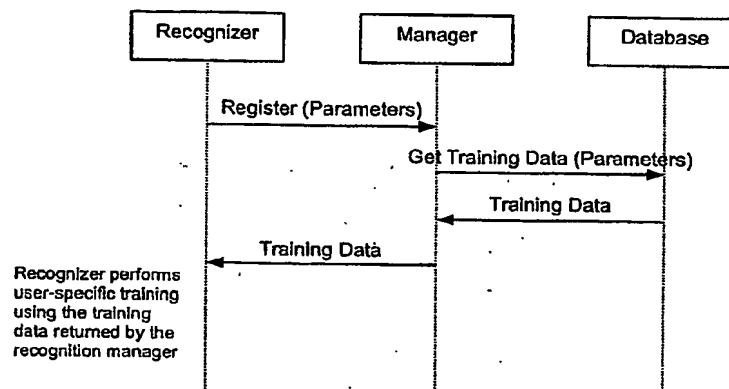 Recognizer
Manager
Database
Register (Parameters)
Get Training Data (Parameters)
Training Data
Training Data
Recognizer performs
user-specific training
using the training
data returned by the
recognition manager